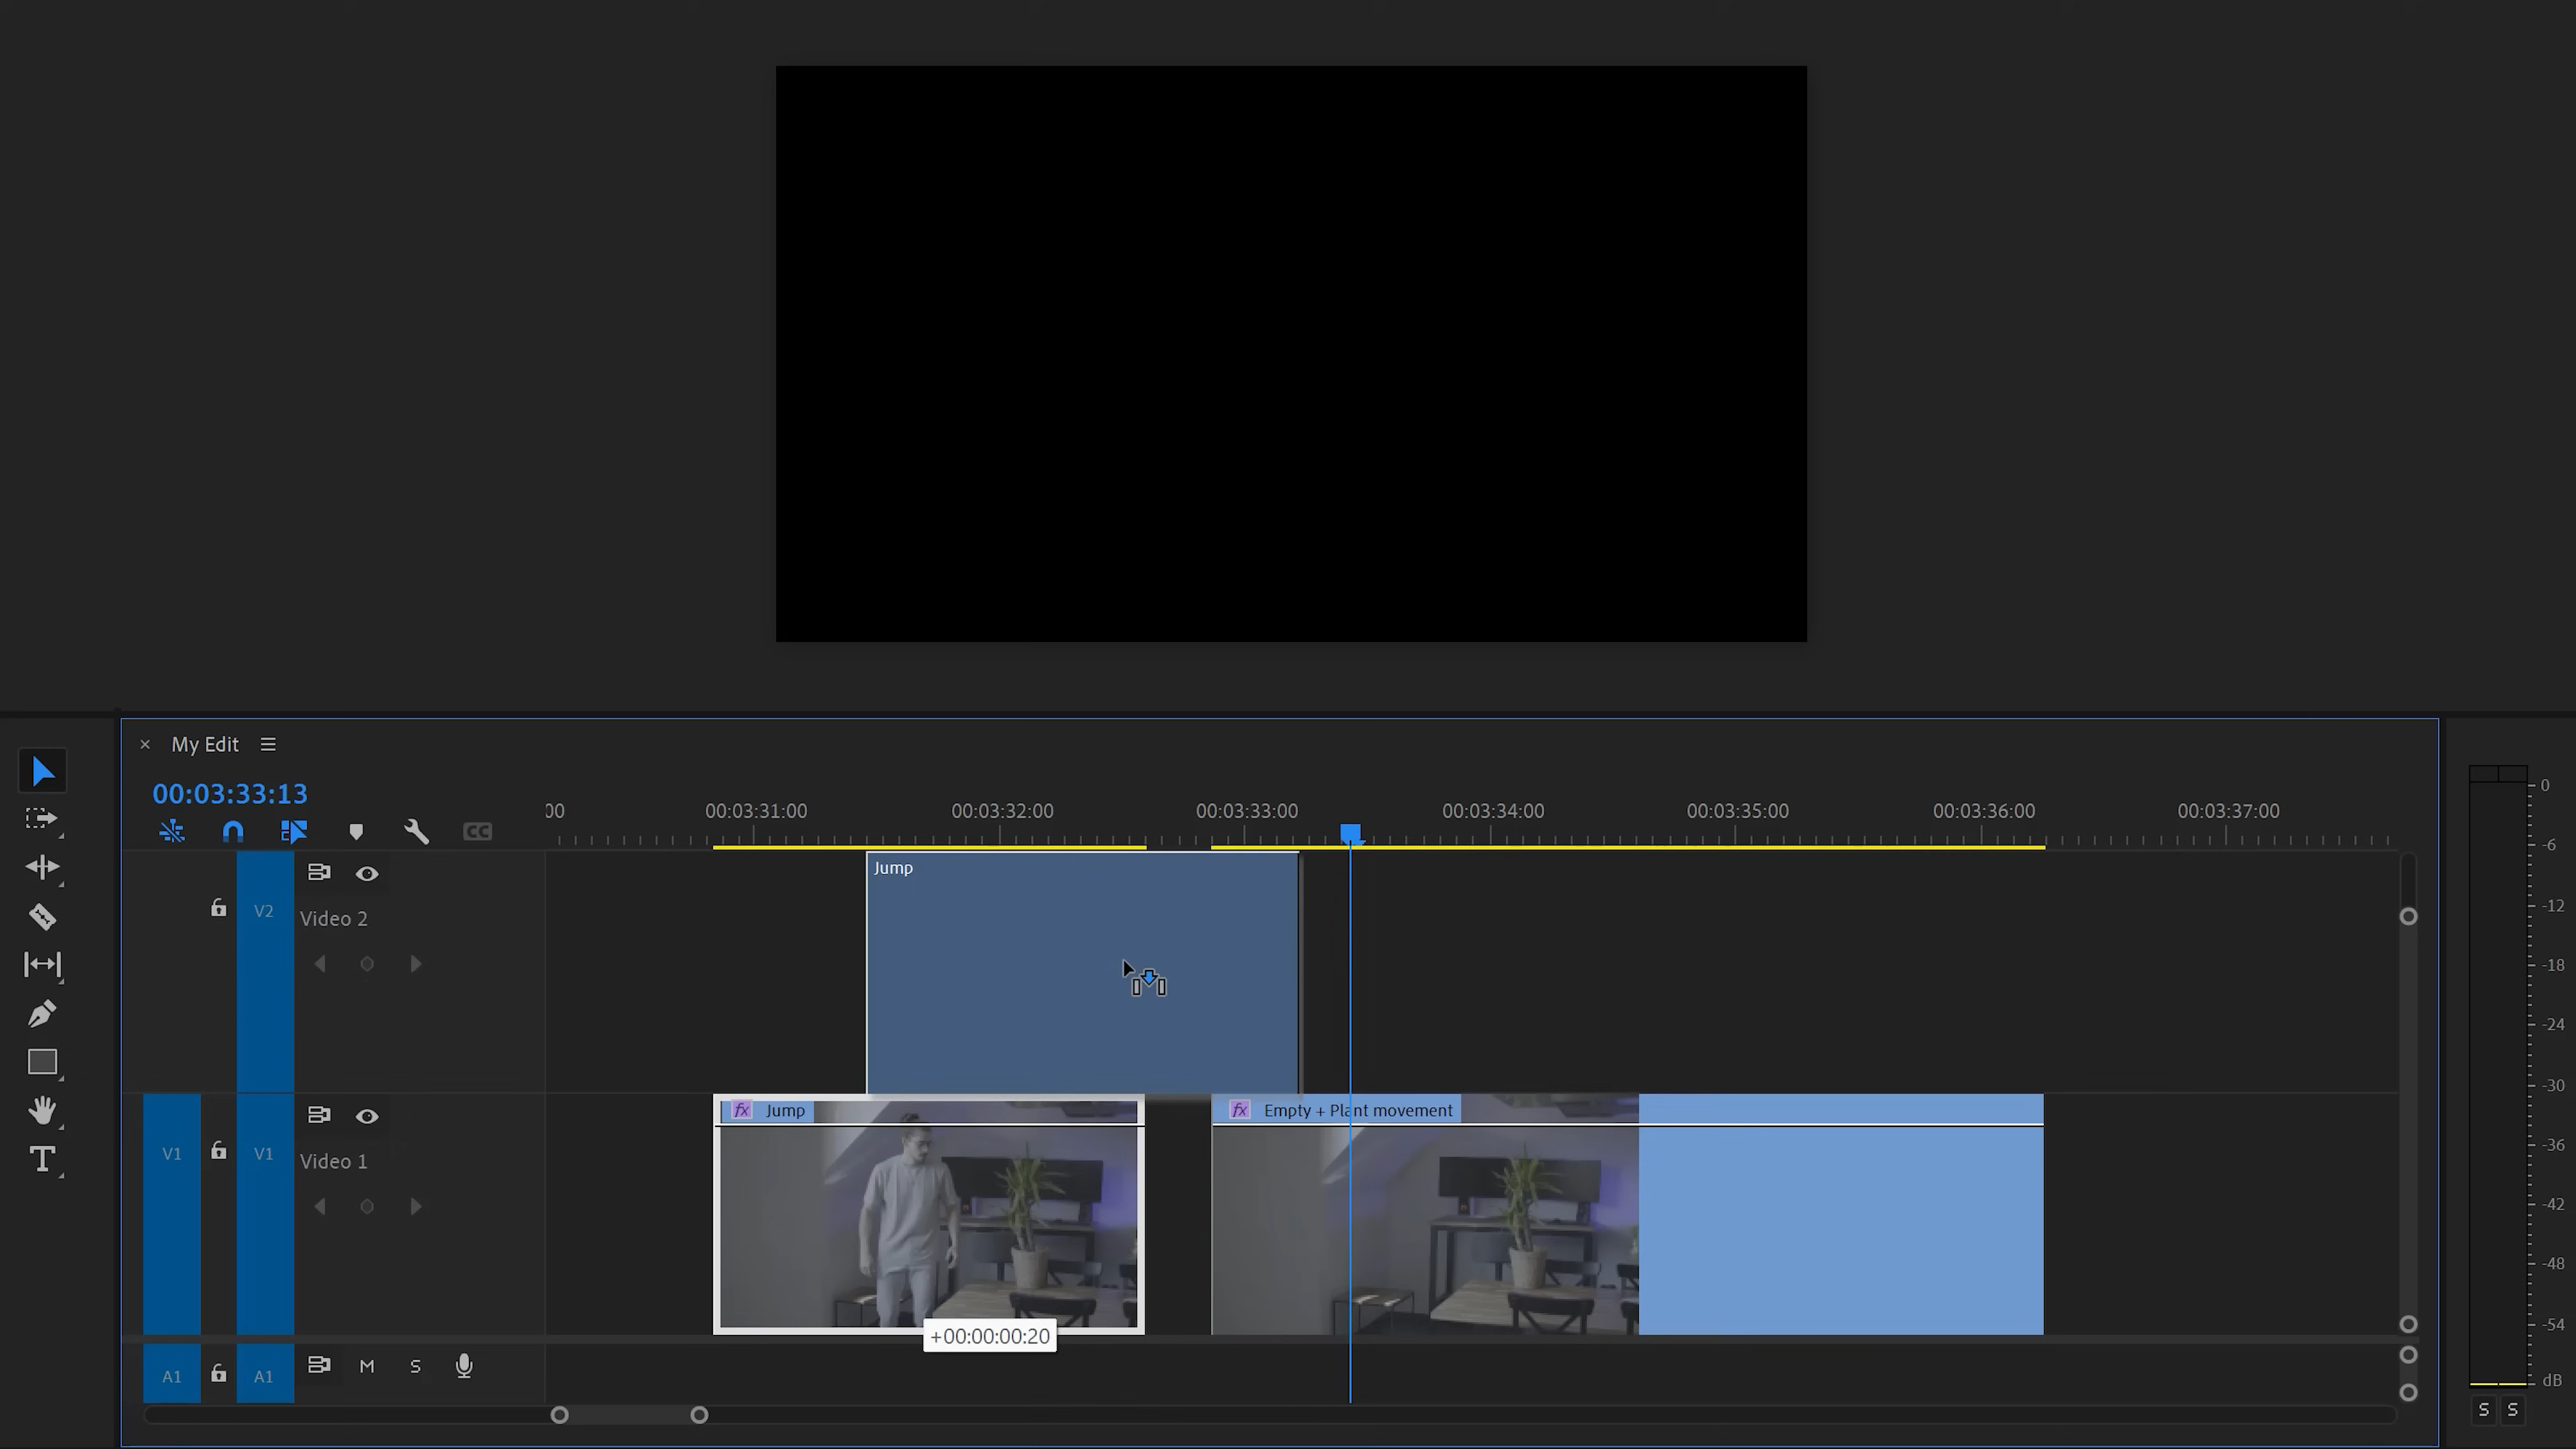 My Edit
00:03:33:13
:00
00:03:31:00
00:03:32:00
00:03:33:00
00:03:34:00
00:03:35:00
00:03:36:00
00:03:37:00
CC
Jump
V2
Video 2
fx Jump
fx Empty + Plant movement
V1
V1
Video 1
+00:00:00:20
A1
A1
M
S
T
0
-6
-12
-18
-24
-30
-36
-42
-48
-54
dB
S
S